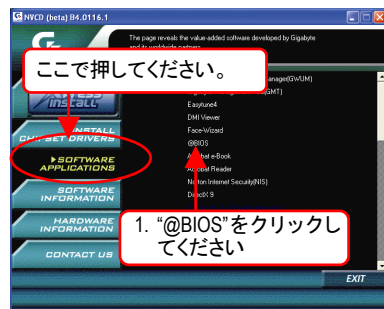 NVCD (beta) B4.0116.1
The page reveals the value-added software developed by Gigabyte
and its worldwide partners.
ここで押してください。
anager(GWUM)
(GMT)
INSTALL
Easytune4
DMI Viewer
INSTALL
CHIPSET DRIVERS
Face-Wizard
@BIOS
SOFTWARE
APPLICATIONS
Acrobat e-Book
Acrobat Reader
Norton Internet Security(NIS)
DirectX 9
SOFTWARE
INFORMATION
HARDWARE
INFORMATION
1. “@BIOS”をクリックし
てください
CONTACT US
EXIT